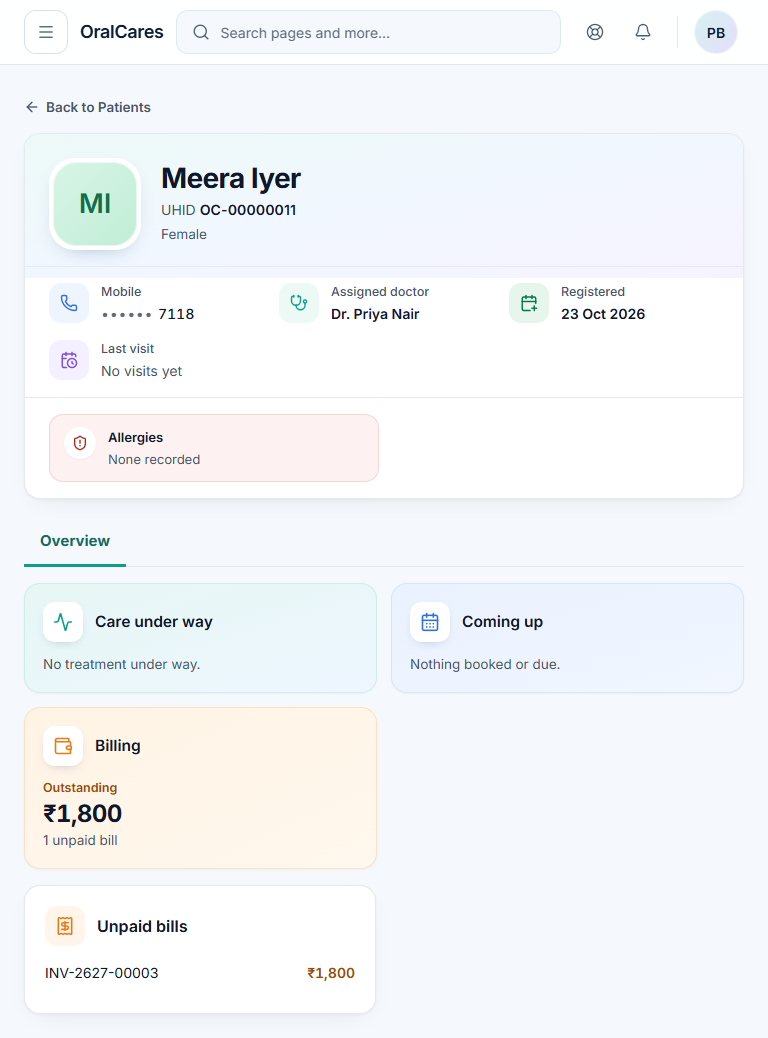 OralCares
Search pages and more...
PB
Back to Patients
MI
Meera Iyer
UHID OC-00000011
Female
Mobile
•••••• 7118
Assigned doctor
Dr. Priya Nair
Registered
23 Oct 2026
Last visit
No visits yet
Allergies
None recorded
Overview
Care under way
No treatment under way.
Coming up
Nothing booked or due.
Billing
Outstanding
₹1,800
1 unpaid bill
Unpaid bills
INV-2627-00003 ₹1,800